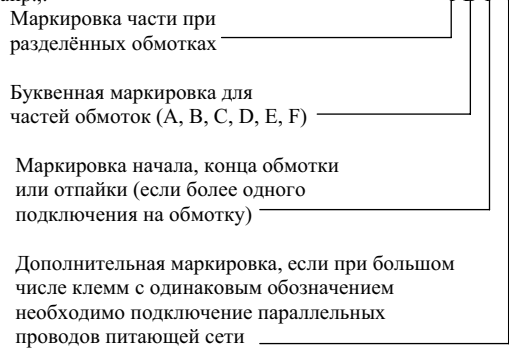 Маркировка части при
разделённых обмотках
Буквенная маркировка для
частей обмоток (A, B, C, D, E, F)
Маркировка начала, конца обмотки
или отпайки (если более одного
подключения на обмотку)
Дополнительная маркировка, если при большом
числе клемм с одинаковым обозначением
необходимо подключение параллельных
проводов питающей сети